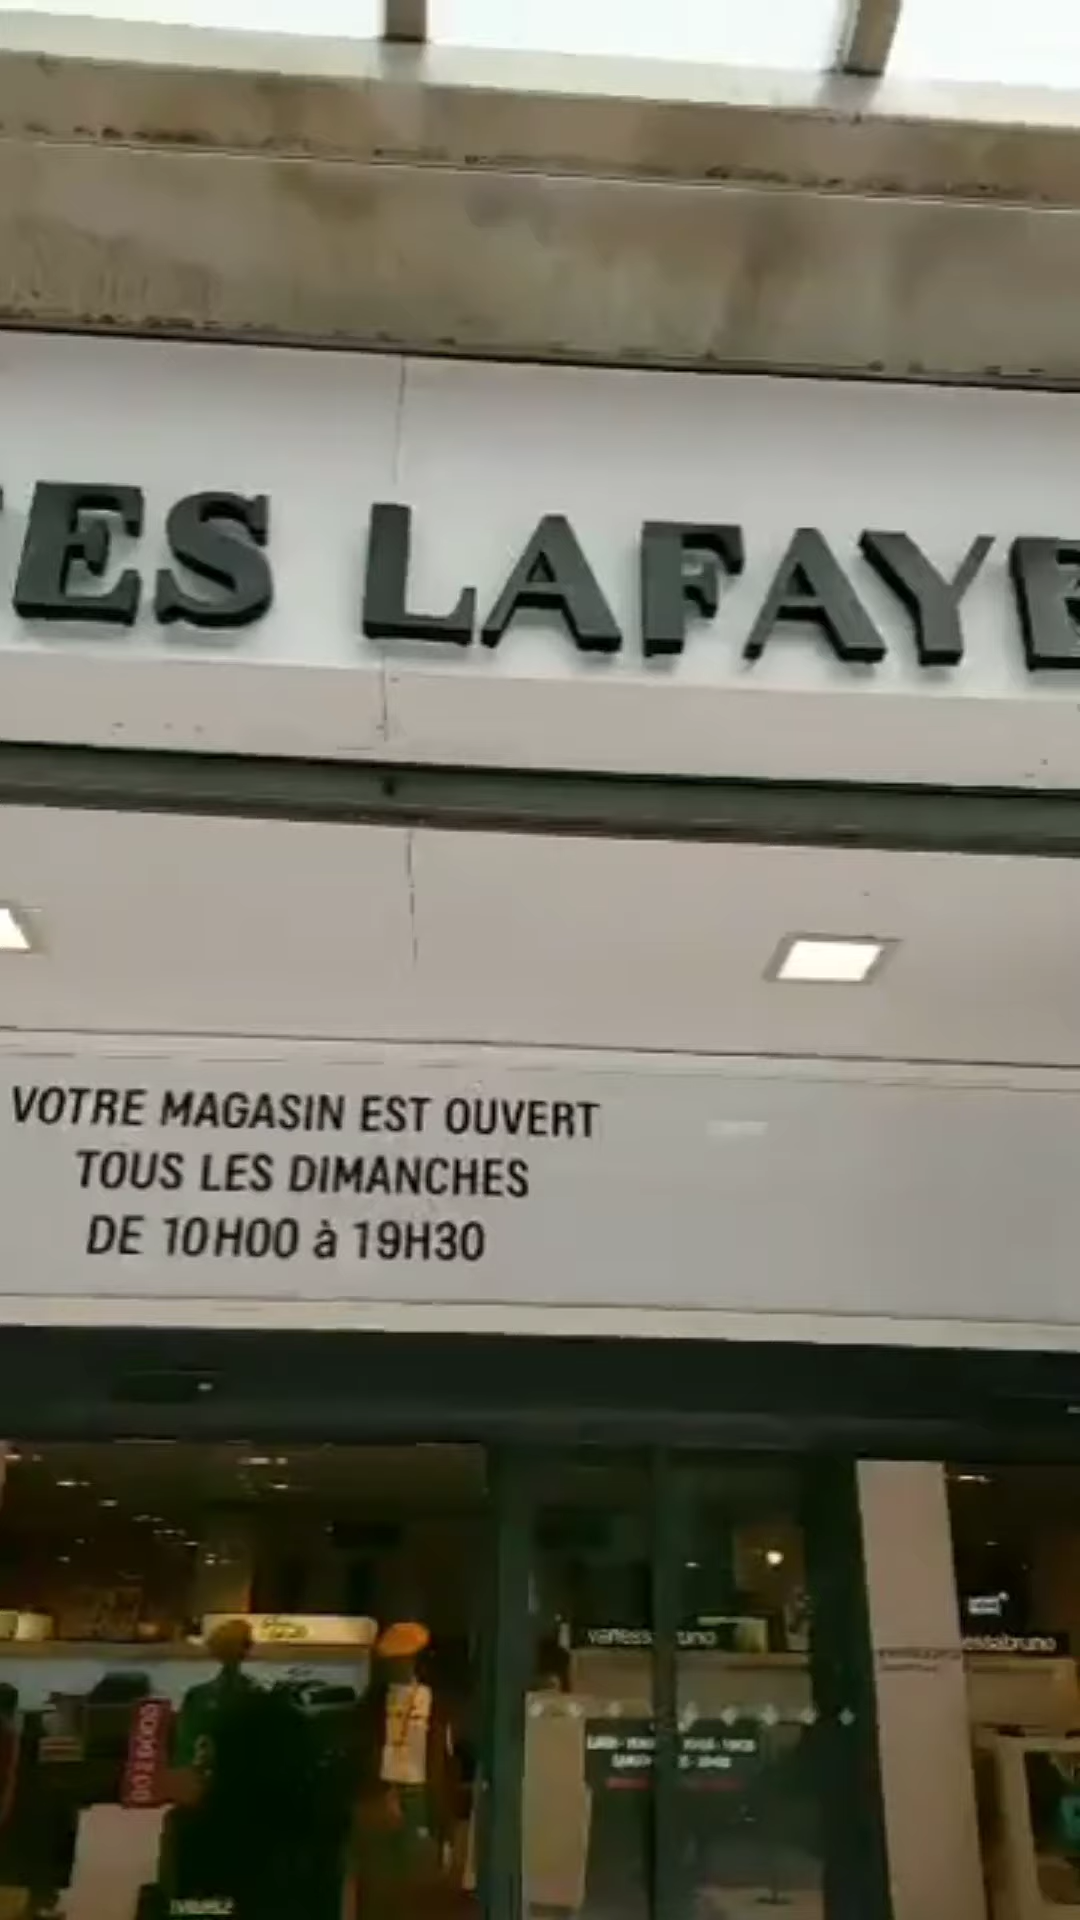 ES LAFAYE
VOTRE MAGASIN EST OUVERT
TOUS LES DIMANCHES
DE 10H00 à 19H30